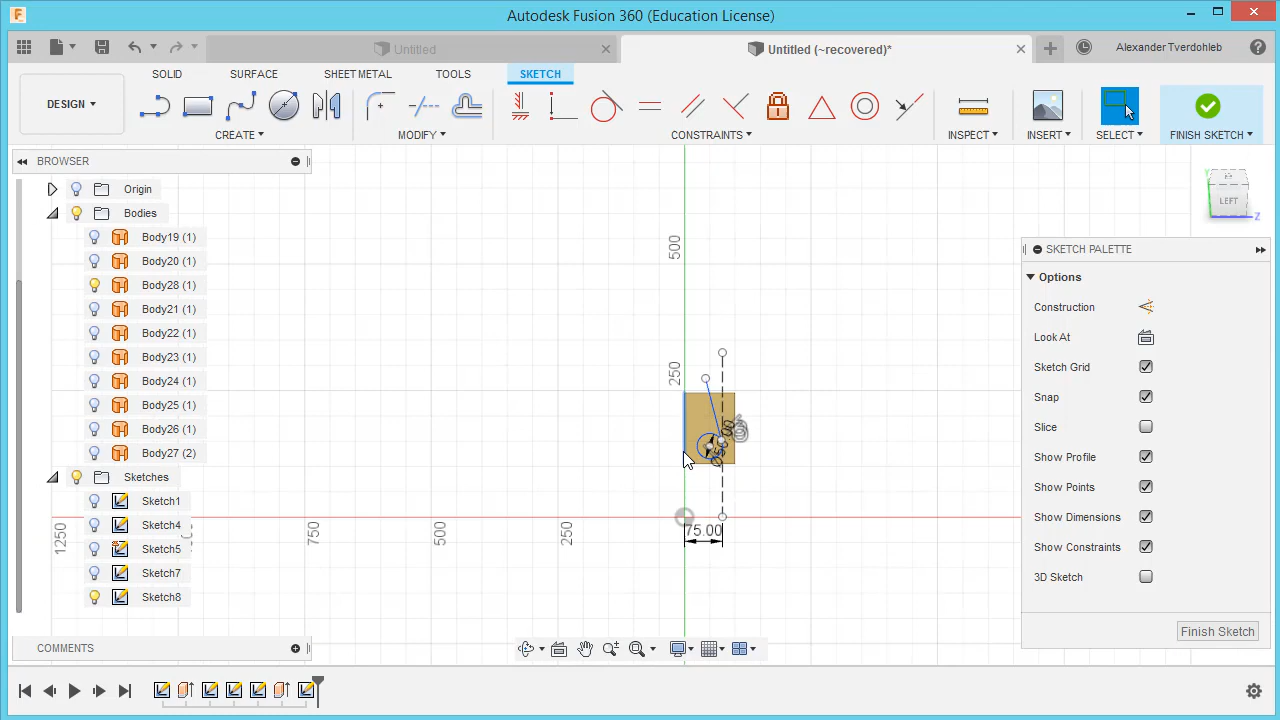 Autodesk Fusion 360 (Education License)
Untitled
Untitled (~recovered)*
Alexander Tverdohleb
DESIGN
SOLID
SURFACE
SHEET METAL
TOOLS
SKETCH
CREATE
MODIFY
CONSTRAINTS
INSPECT
INSERT
SELECT
FINISH SKETCH
BROWSER
Origin
Bodies
Body19 (1)
Body20 (1)
Body28 (1)
Body21 (1)
Body22 (1)
Body23 (1)
Body24 (1)
Body25 (1)
Body26 (1)
Body27 (2)
Sketches
Sketch1
Sketch4
Sketch5
Sketch7
Sketch8
COMMENTS
500
250
1250
750
500
250
75.00
LEFT
Z
SKETCH PALETTE
Options
Construction
Look At
Sketch Grid
Snap
Slice
Show Profile
Show Points
Show Dimensions
Show Constraints
3D Sketch
Finish Sketch